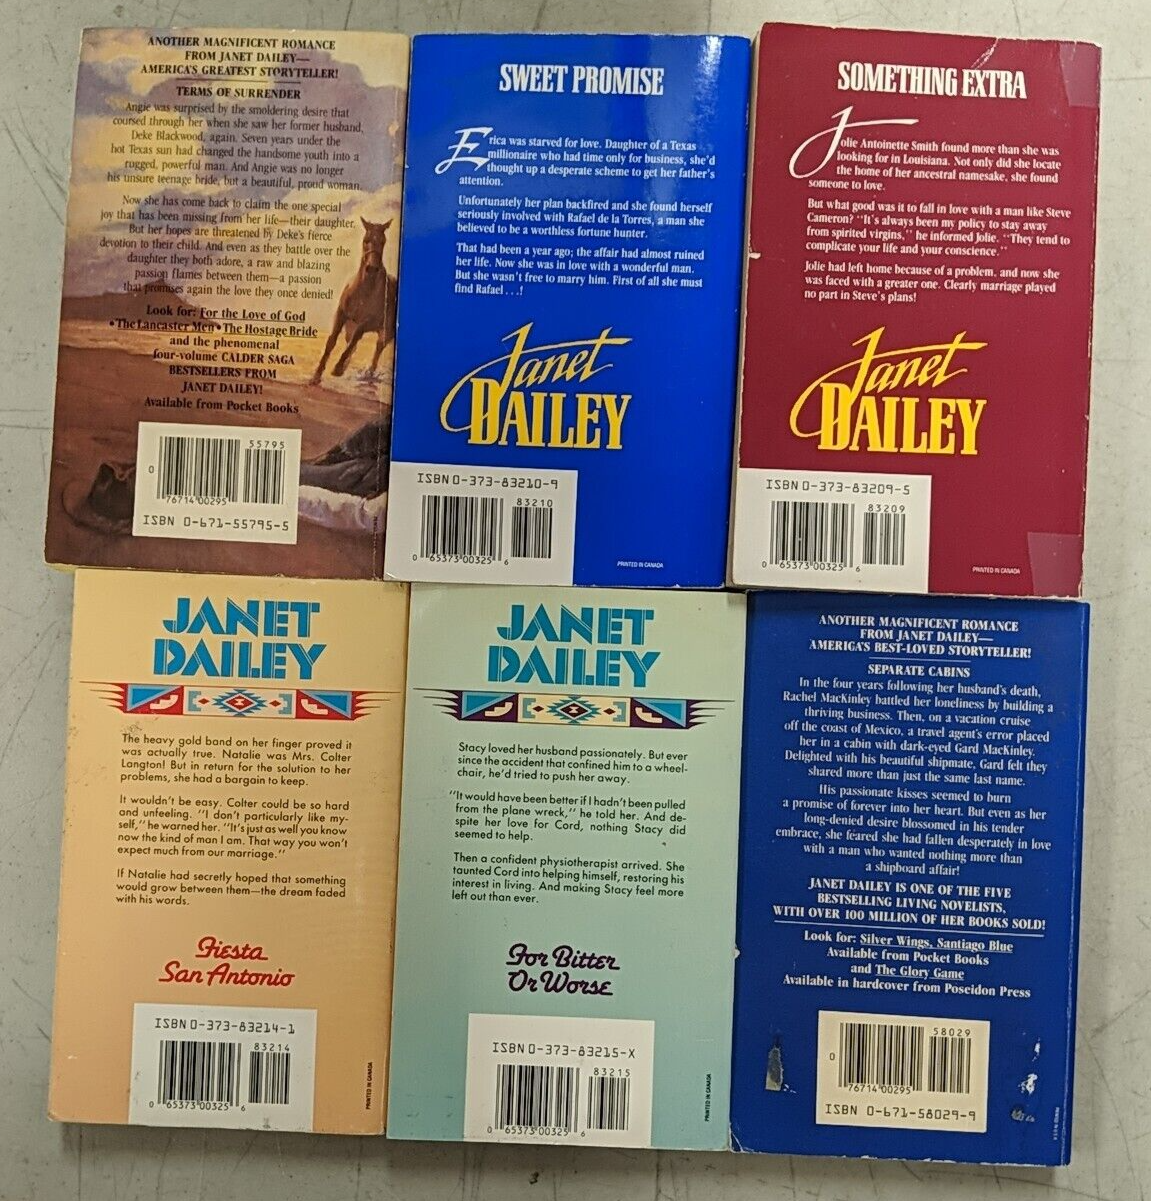 ANOTHER MAGNIFICENT ROMANCE
FROM JANET DAILEY—
AMERICA'S GREATEST STORYTELLER!
TERMS OF SURRENDER
Angie was surprised by the smoldering desire that
coursed through her when she saw her former husband,
Deke Blackwood, again. Seven years under the
hot Texas sun had changed the handsome youth into a
rugged, powerful man. And Angie was no longer
his unsure teenage bride, but a beautiful, proud woman.
Now she has come back to claim the one special
joy that has been missing from her life—their daughter.
But her hopes are threatened by Deke's fierce
devotion to their child. And even as they battle over the
daughter they both adore, a raw and blazing
passion flames between them—a passion
that promises again the love they once denied!
Look for: For the Love of God
•The Lancaster Men•The Hostage Bride
and the phenomenal
four-volume CALDER SAGA
BESTSELLERS FROM
JANET DAILEY!
Available from Pocket Books
55795
0
76714 00295
ISBN 0-671-55795-5
SWEET PROMISE
Erica was starved for love. Daughter of a Texas
millionaire who had time only for business, she'd
thought up a desperate scheme to get her father's
attention.
Unfortunately her plan backfired and she found herself
seriously involved with Rafael de la Torres, a man she
believed to be a worthless fortune hunter.
That had been a year ago; the affair had almost ruined
her life. Now she was in love with a wonderful man.
But she wasn't free to marry him. First of all she must
find Rafael...!
Janet
DAILEY
ISBN 0-373-83210-9
83210
0 65373 00325 6
PRINTED IN CANADA
SOMETHING EXTRA
Jolie Antoinette Smith found more than she was
looking for in Louisiana. Not only did she locate
the home of her ancestral namesake, she found
someone to love.
But what good was it to fall in love with a man like Steve
Cameron? "It's always been my policy to stay away
from spirited virgins," he informed Jolie. "They tend to
complicate your life and your conscience."
Jolie had left home because of a problem, and now she
was faced with a greater one. Clearly marriage played
no part in Steve's plans!
Janet
DAILEY
ISBN 0-373-83209-5
83209
0 65373 00325 6
PRINTED IN CANADA
JANET
DAILEY
The heavy gold band on her finger proved it
was actually true. Natalie was Mrs. Colter
Langton! But in return for the solution to her
problems, she had a bargain to keep.
It wouldn't be easy. Colter could be so hard
and unfeeling. "I don't particularly like my-
self," he warned her. "It's just as well you know
now the kind of man I am. That way you won't
expect much from our marriage."
If Natalie had secretly hoped that something
would grow between them—the dream faded
with his words.
Fiesta
San Antonio
ISBN 0-373-83214-1
83214
0 65373 00325 6
PRINTED IN CANADA
JANET
DAILEY
Stacy loved her husband passionately. But ever
since the accident that confined him to a wheel-
chair, he'd tried to push her away.
"It would have been better if I hadn't been pulled
from the plane wreck," he told her. And de-
spite her love for Cord, nothing Stacy did
seemed to help.
Then a confident physiotherapist arrived. She
taunted Cord into helping himself, restoring his
interest in living. And making Stacy feel more
left out than ever.
For Bitter
Or Worse
ISBN 0-373-83215-X
83215
0 65373 00325 6
PRINTED IN CANADA
ANOTHER MAGNIFICENT ROMANCE
FROM JANET DAILEY—
AMERICA'S BEST-LOVED STORYTELLER!
SEPARATE CABINS
In the four years following her husband's death,
Rachel MacKinley battled her loneliness by building a
thriving business. Then, on a vacation cruise
off the coast of Mexico, a travel agent's error placed
her in a cabin with dark-eyed Gard MacKinley.
Delighted with his beautiful shipmate, Gard felt they
shared more than just the same last name.
His passionate kisses seemed to burn
a promise of forever into her heart. But even as her
long-denied desire blossomed in his tender
embrace, she feared she had fallen desperately in love
with a man who wanted nothing more than
a shipboard affair!
JANET DAILEY IS ONE OF THE FIVE
BESTSELLING LIVING NOVELISTS,
WITH OVER 100 MILLION OF HER BOOKS SOLD!
Look for: Silver Wings, Santiago Blue
Available from Pocket Books
and The Glory Game
Available in hardcover from Poseidon Press
58029
0
76714 00295
ISBN 0-671-58029-9